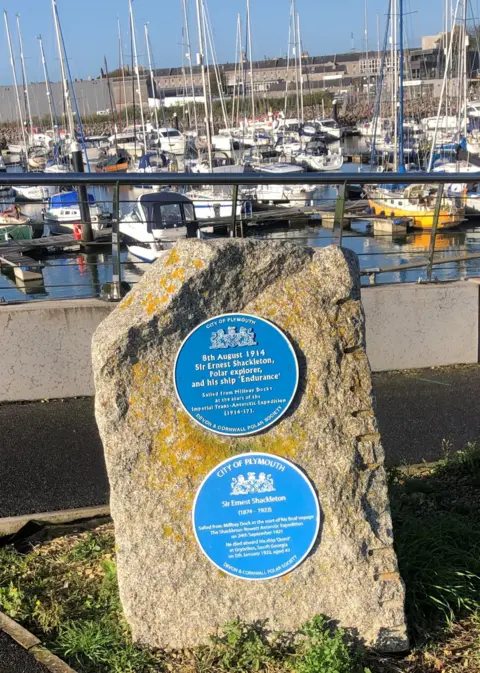 CITY OF PLYMOUTH
8th August 1914
Sir Ernest Shackleton,
Polar explorer,
and his ship 'Endurance'
Sailed from Millbay Docks
at the start of the
Imperial Trans-Antarctic Expedition
(1914-17).
DEVON & CORNWALL POLAR SOCIETY
CITY OF PLYMOUTH
Sir Ernest Shackleton
(1874 - 1922)
Sailed from Millbay Dock at the start of his final voyage
The Shackleton-Rowett Antarctic Expedition
on 24th September 1921
He died aboard his ship 'Quest'
at Grytviken, South Georgia
on 5th January 1922, aged 47
DEVON & CORNWALL POLAR SOCIETY